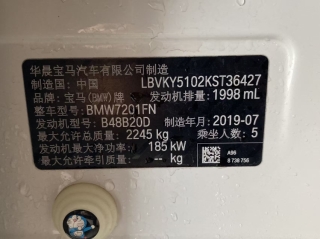 华晨宝马汽车有限公司制造
制造国：中国 LBVKY5102KST36427
品牌：宝马(BMW)牌 发动机排量：1998 mL
整车型号：BMW7201FN
发动机型号：B48B20D 制造年月：2019-07
最大允许总质量：2245 kg 乘坐人数：5
发动机最大净功率：185 kW A96
最大允许牵引质量：-- kg 8 738 756